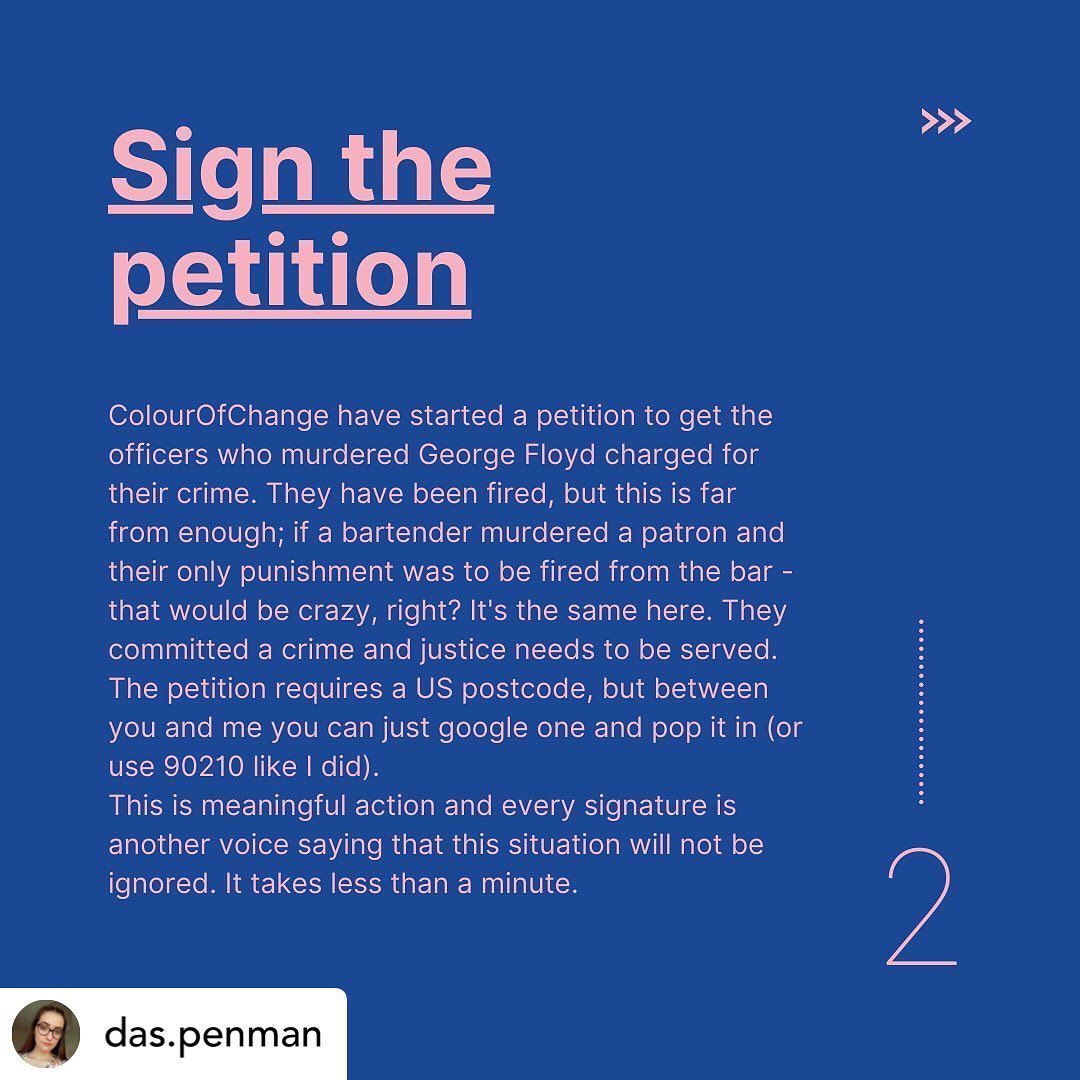 >>>
Sign the
petition
ColourOfChange have started a petition to get the
officers who murdered George Floyd charged for
their crime. They have been fired, but this is far
from enough; if a bartender murdered a patron and
their only punishment was to be fired from the bar -
that would be crazy, right? It's the same here. They
committed a crime and justice needs to be served.
The petition requires a US postcode, but between
you and me you can just google one and pop it in (or
use 90210 like I did).
This is meaningful action and every signature is
another voice saying that this situation will not be
ignored. It takes less than a minute.
2
das.penman